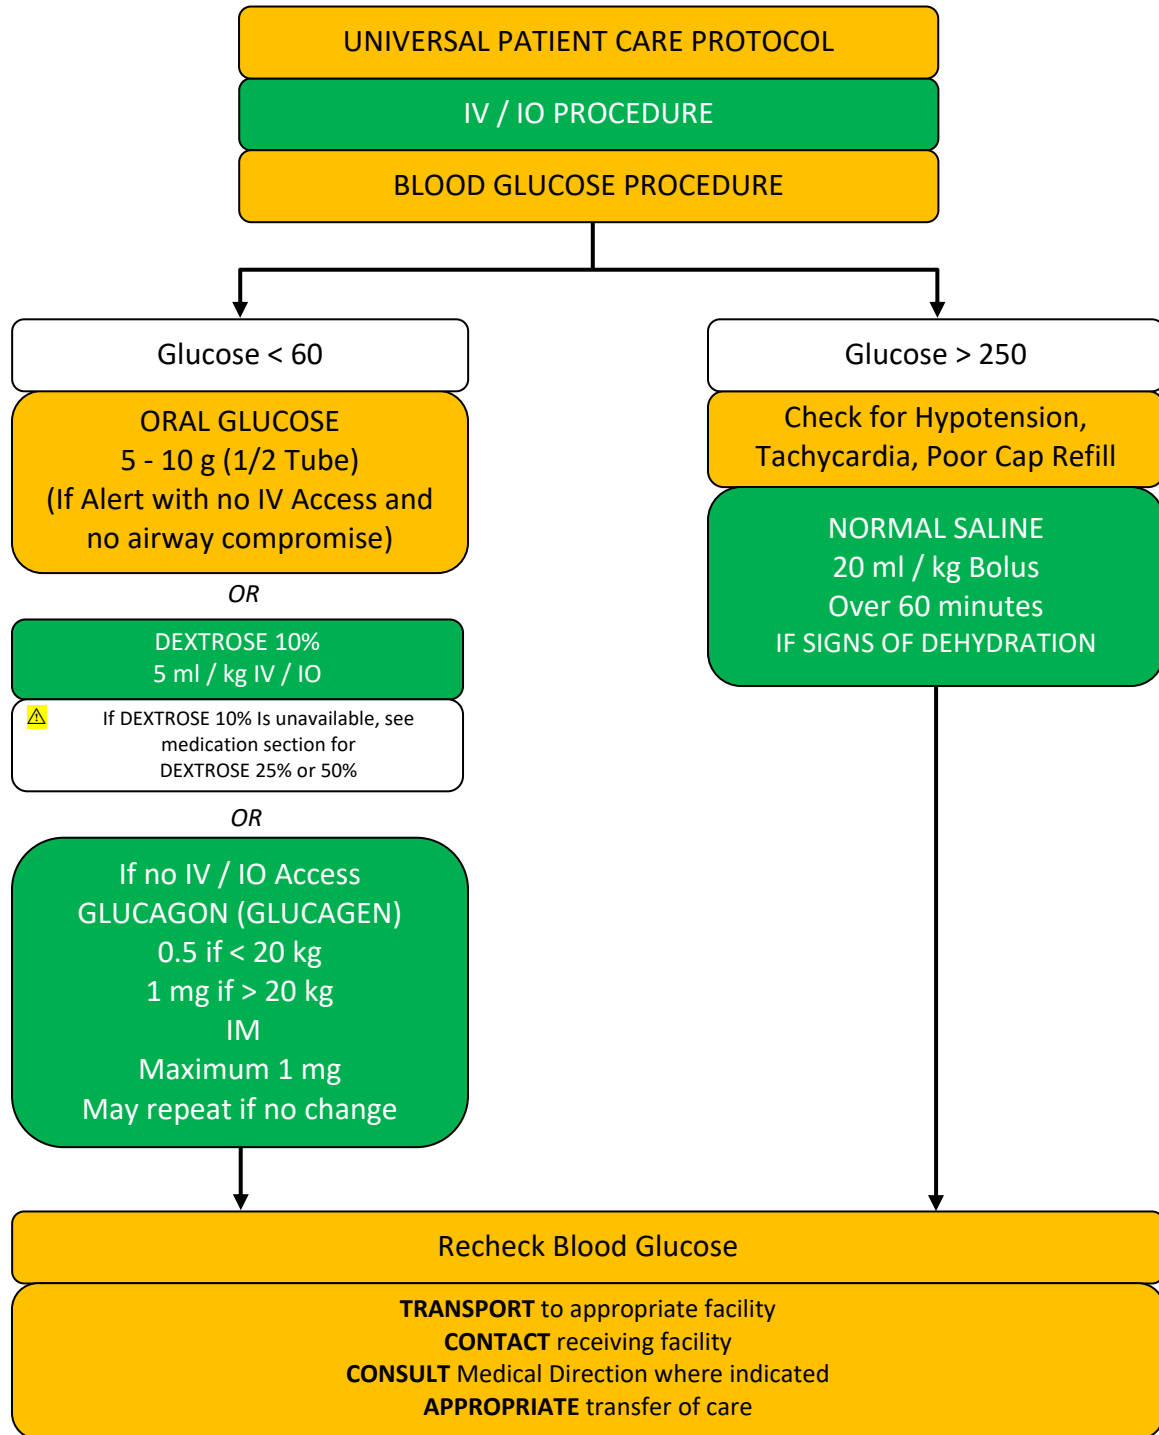 UNIVERSAL PATIENT CARE PROTOCOL
IV / IO PROCEDURE
BLOOD GLUCOSE PROCEDURE
Glucose < 60
ORAL GLUCOSE
5 - 10 g (1/2 Tube)
(If Alert with no IV Access and
no airway compromise)
OR
DEXTROSE 10%
5 ml / kg IV / IO
⚠ If DEXTROSE 10% Is unavailable, see
medication section for
DEXTROSE 25% or 50%
OR
If no IV / IO Access
GLUCAGON (GLUCAGEN)
0.5 if < 20 kg
1 mg if > 20 kg
IM
Maximum 1 mg
May repeat if no change
Glucose > 250
Check for Hypotension,
Tachycardia, Poor Cap Refill
NORMAL SALINE
20 ml / kg Bolus
Over 60 minutes
IF SIGNS OF DEHYDRATION
Recheck Blood Glucose
TRANSPORT to appropriate facility
CONTACT receiving facility
CONSULT Medical Direction where indicated
APPROPRIATE transfer of care